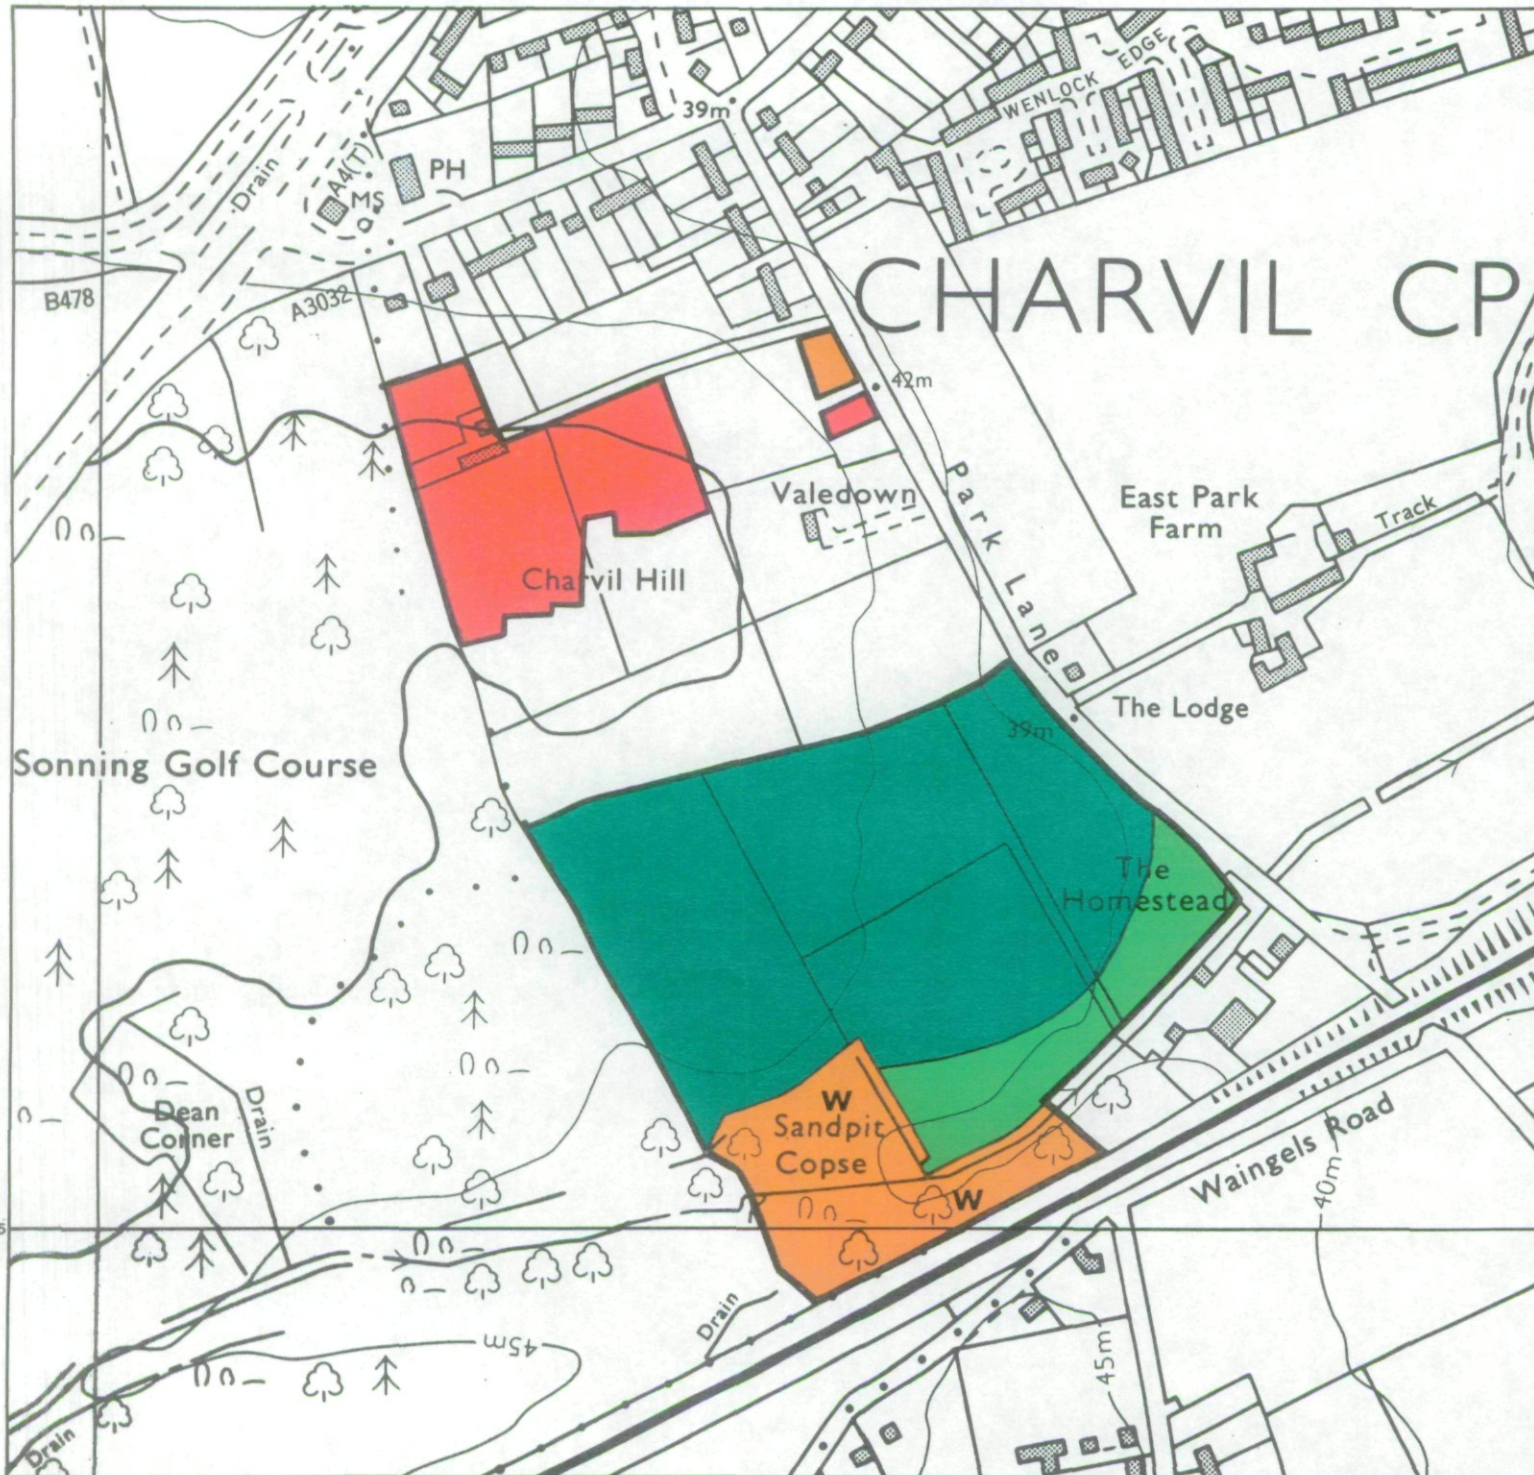 WENLOCK EDGE
39m
Drain
A4(T)
PH
MS
B478
A3032
CHARVIL CP
42m
Park Lane
Valedown
East Park
Farm
Track
Charvil Hill
The Lodge
39m
Sonning Golf Course
The
Homestead
W
Sandpit
Copse
W
Dean
Corner
Drain
Waingels Road
40m
Drain
45m
45m
Drain